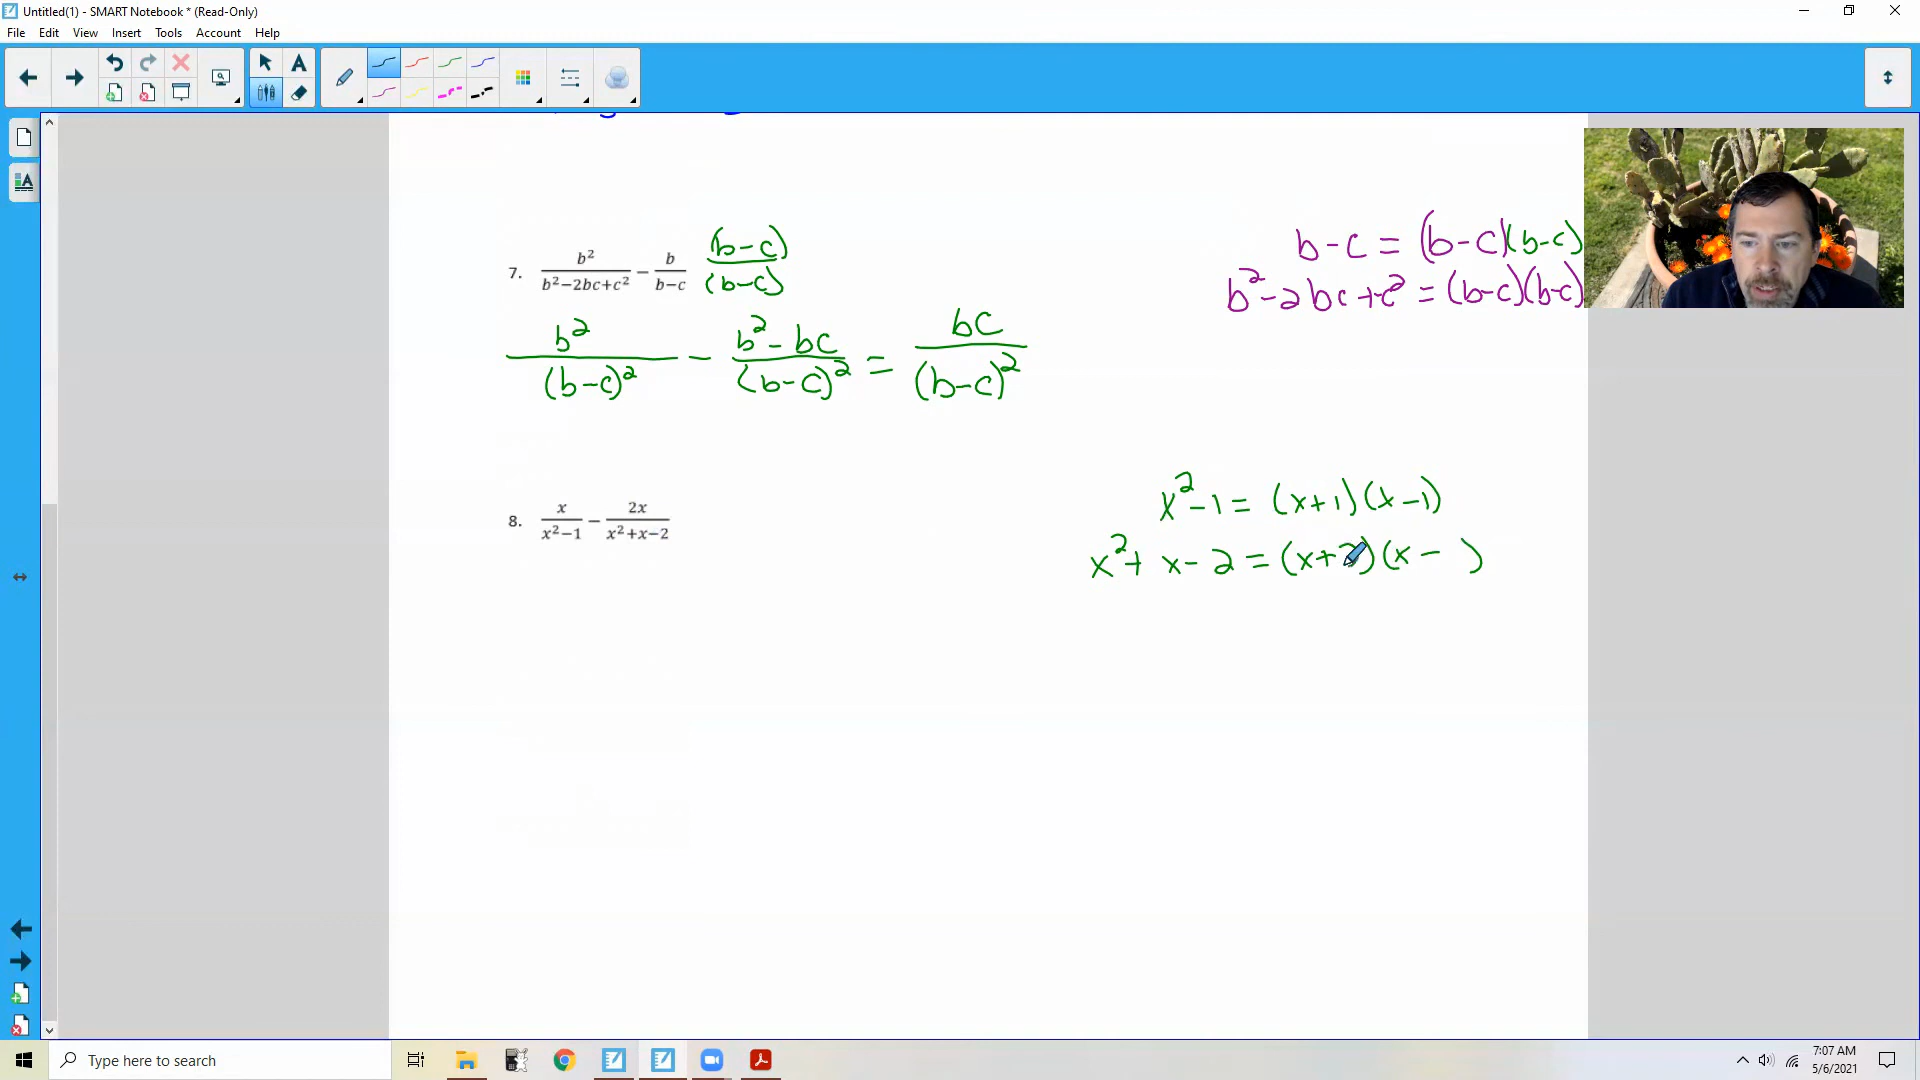 Untitled(1) - SMART Notebook * (Read-Only)
File Edit View Insert Tools Account Help
A
A
7. b²/(b²−2bc+c²) − b/(b−c) (b-c)/(b-c)
b-c = (b-c)(b-c)
b²-2bc+c² = (b-c)(b-c)
b²/(b-c)² - (b²-bc)/(b-c)² = bc/(b-c)²
x²-1 = (x+1)(x-1)
8. x/(x²−1) − 2x/(x²+x−2)
x²+x-2 = (x+2)(x- )
Type here to search
7:07 AM
5/6/2021